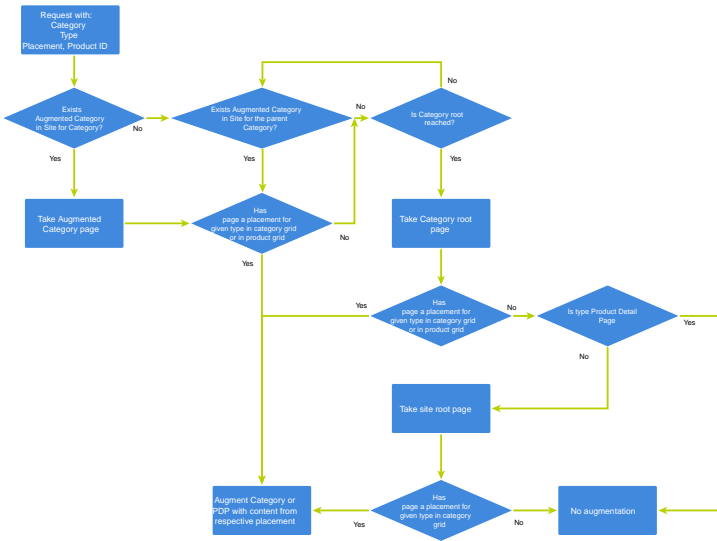 Request with:
Category
Type
Placement, Product ID
No
Exists
Augmented Category
in Site for Category?
No
Exists Augmented Category
in Site for the parent
Category?
No
Is Category root
reached?
Yes
Yes
Yes
Take Augmented
Category page
Has
page a placement for
given type in category grid
or in product grid
No
Take Category root
page
Yes
Yes
Has
page a placement for
given type in category grid
or in product grid
No
Is type Product Detail
Page
Yes
No
Take site root page
Augment Category or
PDP with content from
respective placement
Yes
Has
page a placement for
given type in category
grid
No
No augmentation